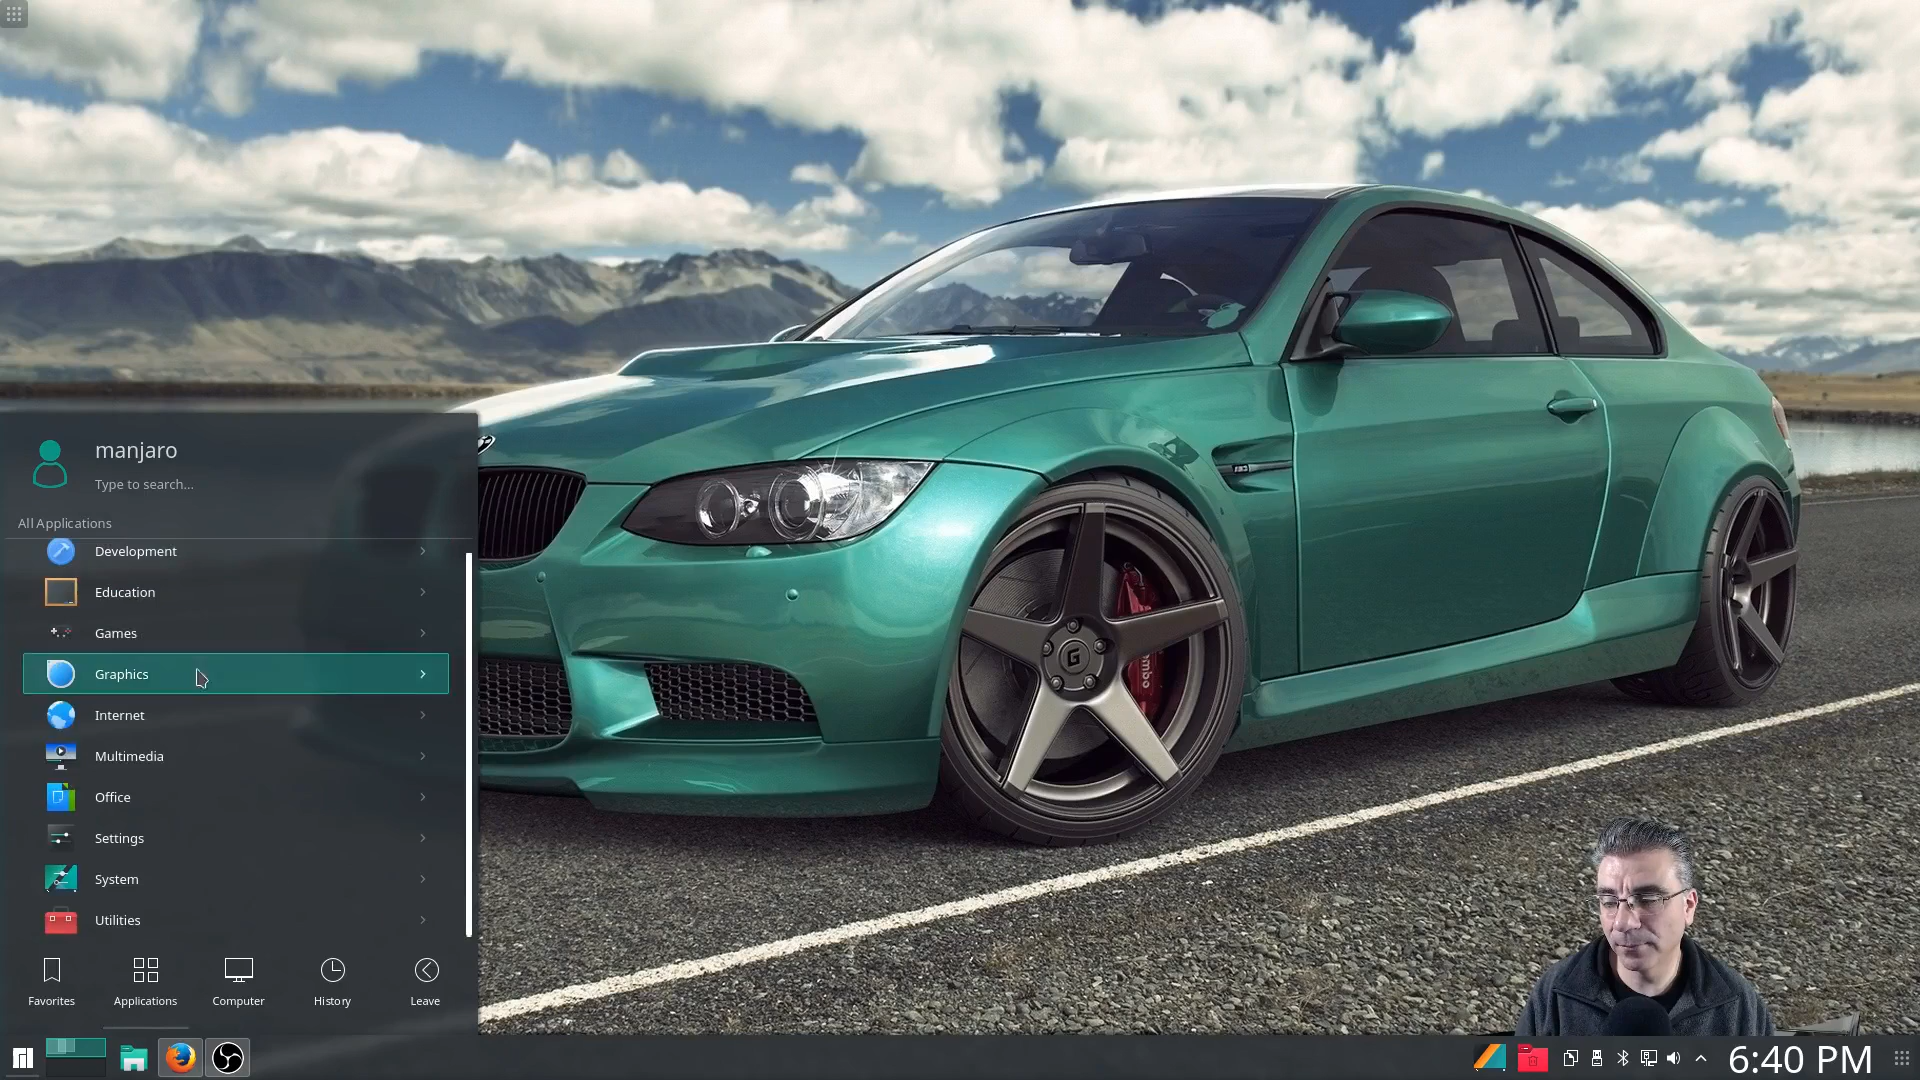 manjaro
Type to search...
All Applications
Development
Education
Games
Graphics
Internet
Multimedia
Office
Settings
System
Utilities
Favorites
Applications
Computer
History
Leave
G
6:40 PM